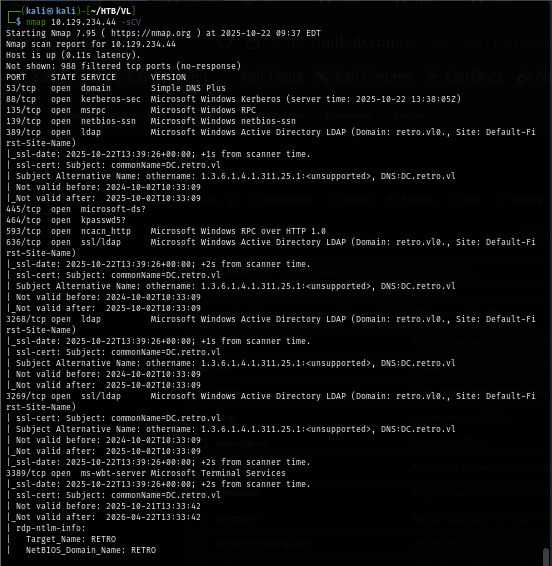 ┌──(kali㉿kali)-[~/HTB/VL]
└─$ nmap 10.129.234.44 -sCV
Starting Nmap 7.95 ( https://nmap.org ) at 2025-10-22 09:37 EDT
Nmap scan report for 10.129.234.44
Host is up (0.11s latency).
Not shown: 988 filtered tcp ports (no-response)
PORT     STATE SERVICE       VERSION
53/tcp   open  domain        Simple DNS Plus
88/tcp   open  kerberos-sec  Microsoft Windows Kerberos (server time: 2025-10-22 13:38:05Z)
135/tcp  open  msrpc         Microsoft Windows RPC
139/tcp  open  netbios-ssn   Microsoft Windows netbios-ssn
389/tcp  open  ldap          Microsoft Windows Active Directory LDAP (Domain: retro.vl0., Site: Default-Fi
rst-Site-Name)
|_ssl-date: 2025-10-22T13:39:26+00:00; +1s from scanner time.
| ssl-cert: Subject: commonName=DC.retro.vl
| Subject Alternative Name: othername: 1.3.6.1.4.1.311.25.1:<unsupported>, DNS:DC.retro.vl
| Not valid before: 2024-10-02T10:33:09
|_Not valid after:  2025-10-02T10:33:09
445/tcp  open  microsoft-ds?
464/tcp  open  kpasswd5?
593/tcp  open  ncacn_http    Microsoft Windows RPC over HTTP 1.0
636/tcp  open  ssl/ldap      Microsoft Windows Active Directory LDAP (Domain: retro.vl0., Site: Default-Fi
rst-Site-Name)
|_ssl-date: 2025-10-22T13:39:26+00:00; +2s from scanner time.
| ssl-cert: Subject: commonName=DC.retro.vl
| Subject Alternative Name: othername: 1.3.6.1.4.1.311.25.1:<unsupported>, DNS:DC.retro.vl
| Not valid before: 2024-10-02T10:33:09
|_Not valid after:  2025-10-02T10:33:09
3268/tcp open  ldap          Microsoft Windows Active Directory LDAP (Domain: retro.vl0., Site: Default-Fi
rst-Site-Name)
|_ssl-date: 2025-10-22T13:39:26+00:00; +2s from scanner time.
| ssl-cert: Subject: commonName=DC.retro.vl
| Subject Alternative Name: othername: 1.3.6.1.4.1.311.25.1:<unsupported>, DNS:DC.retro.vl
| Not valid before: 2024-10-02T10:33:09
|_Not valid after:  2025-10-02T10:33:09
3269/tcp open  ssl/ldap      Microsoft Windows Active Directory LDAP (Domain: retro.vl0., Site: Default-Fi
rst-Site-Name)
| ssl-cert: Subject: commonName=DC.retro.vl
| Subject Alternative Name: othername: 1.3.6.1.4.1.311.25.1:<unsupported>, DNS:DC.retro.vl
| Not valid before: 2024-10-02T10:33:09
|_Not valid after:  2025-10-02T10:33:09
|_ssl-date: 2025-10-22T13:39:26+00:00; +2s from scanner time.
3389/tcp open  ms-wbt-server Microsoft Terminal Services
|_ssl-date: 2025-10-22T13:39:26+00:00; +2s from scanner time.
| ssl-cert: Subject: commonName=DC.retro.vl
| Not valid before: 2025-10-21T13:33:42
|_Not valid after:  2026-04-22T13:33:42
| rdp-ntlm-info:
|   Target_Name: RETRO
|   NetBIOS_Domain_Name: RETRO